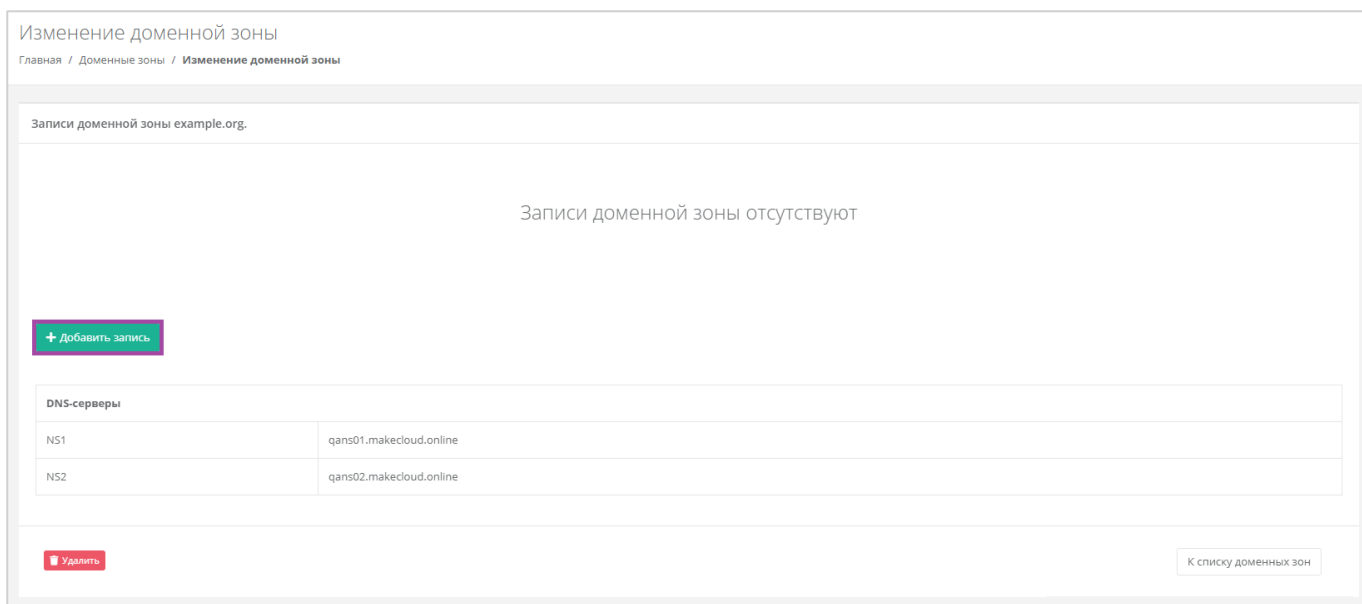 Изменение доменной зоны
Главная / Доменные зоны / Изменение доменной зоны
Записи доменной зоны example.org.
Записи доменной зоны отсутствуют
+ Добавить запись
DNS-серверы
NS1 qans01.makecloud.online
NS2 qans02.makecloud.online
Удалить
К списку доменных зон